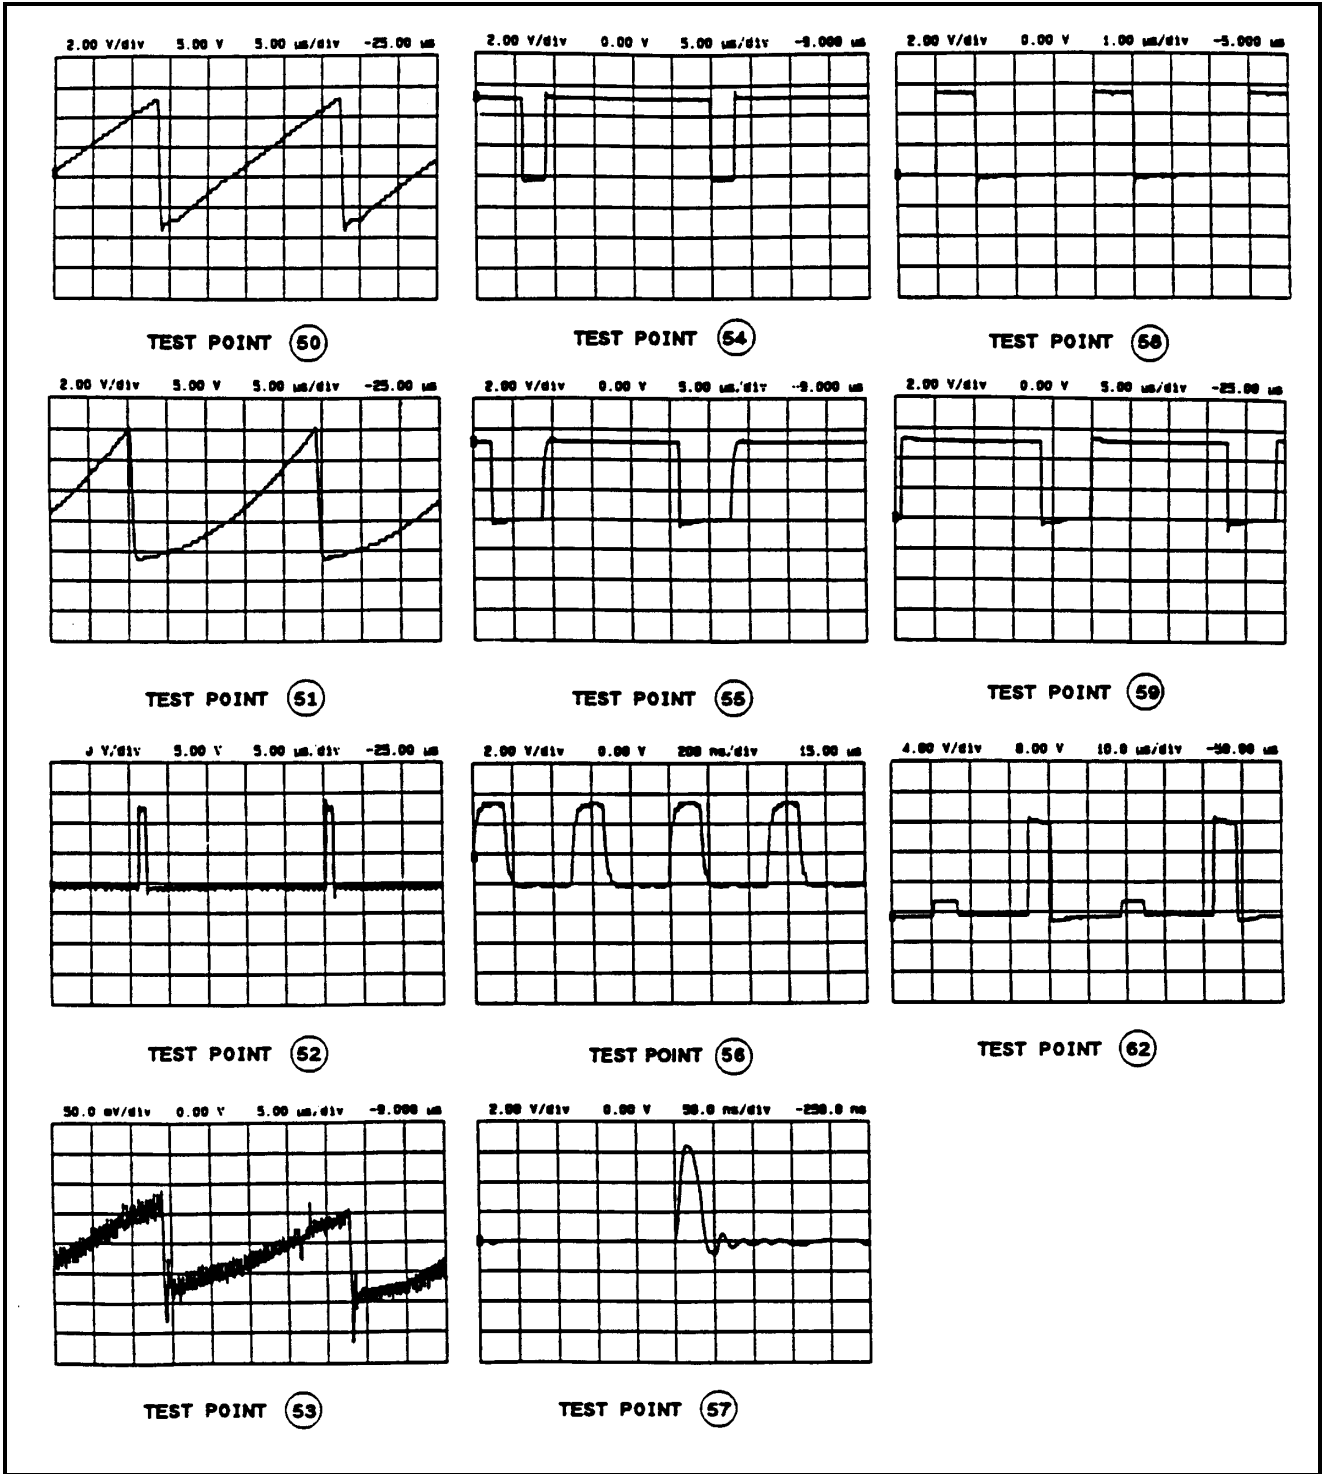 2.00 V/div 5.00 V 5.00 us/div -25.00 us
2.00 V/div 0.00 V 5.00 us/div -9.000 us
2.00 V/div 0.00 V 1.00 us/div -5.000 us
TEST POINT 50
TEST POINT 54
TEST POINT 58
2.00 V/div 5.00 V 5.00 us/div -25.00 us
2.00 V/div 0.00 V 5.00 us/div -9.000 us
2.00 V/div 0.00 V 5.00 us/div -25.00 us
TEST POINT 51
TEST POINT 55
TEST POINT 59
V/div 5.00 V 5.00 us/div -25.00 us
2.00 V/div 0.00 V 200 ns/div 15.00 us
4.00 V/div 8.00 V 10.0 us/div -50.00 us
TEST POINT 52
TEST POINT 56
TEST POINT 62
50.0 mV/div 0.00 V 5.00 us/div -9.000 us
2.00 V/div 0.00 V 50.0 ns/div -250.0 ns
TEST POINT 53
TEST POINT 57